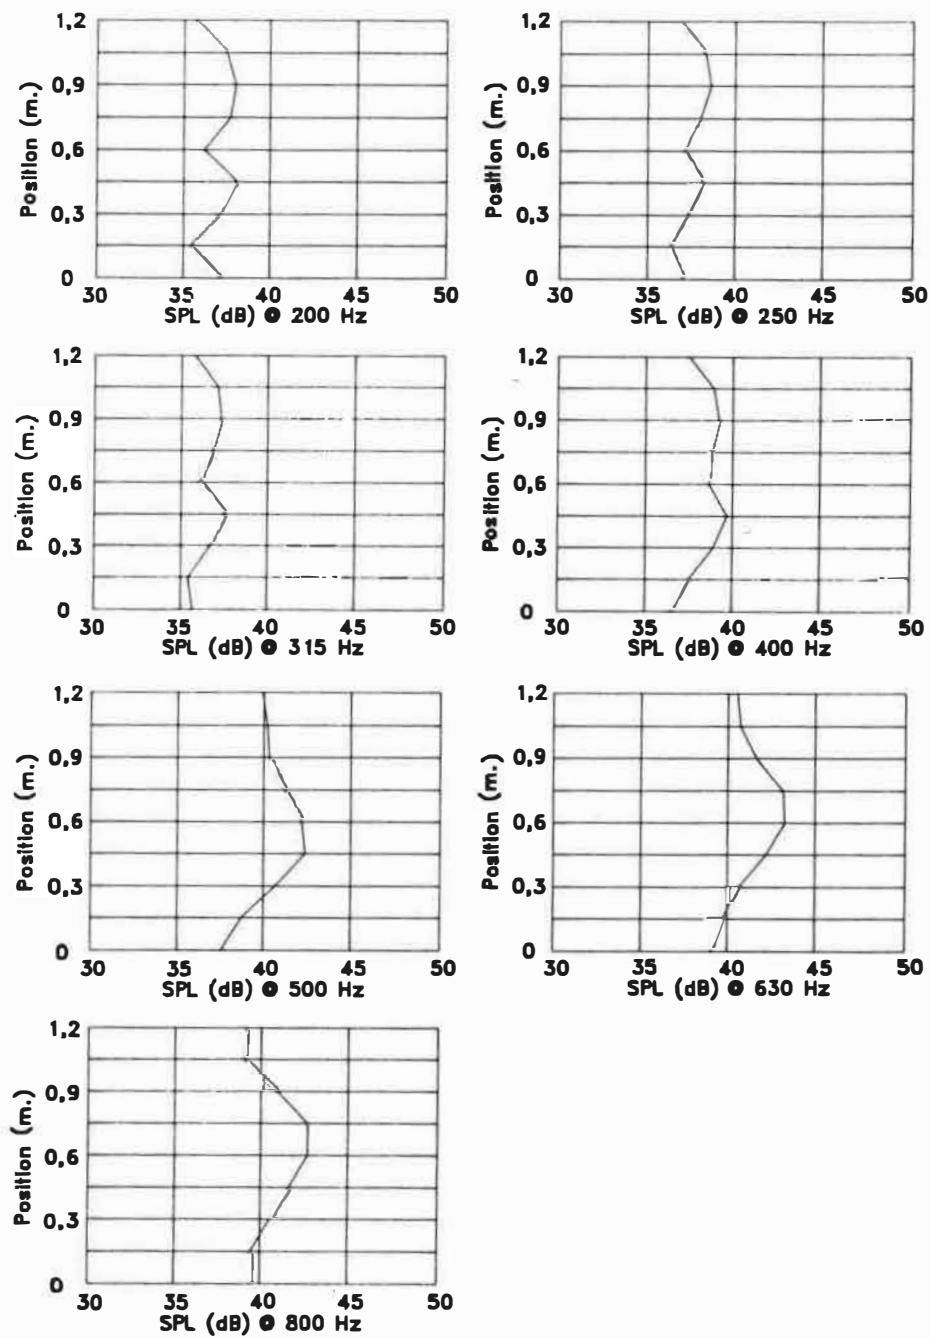 1,2
0,9
0,6
0,3
0
Position (m.)
30 35 40 45 50
SPL (dB) @ 200 Hz
1,2
0,9
0,6
0,3
0
Position (m.)
30 35 40 45 50
SPL (dB) @ 250 Hz
1,2
0,9
0,6
0,3
0
Position (m.)
30 35 40 45 50
SPL (dB) @ 315 Hz
1,2
0,9
0,6
0,3
0
Position (m.)
30 35 40 45 50
SPL (dB) @ 400 Hz
1,2
0,9
0,6
0,3
0
Position (m.)
30 35 40 45 50
SPL (dB) @ 500 Hz
1,2
0,9
0,6
0,3
0
Position (m.)
30 35 40 45 50
SPL (dB) @ 630 Hz
1,2
0,9
0,6
0,3
0
Position (m.)
30 35 40 45 50
SPL (dB) @ 800 Hz